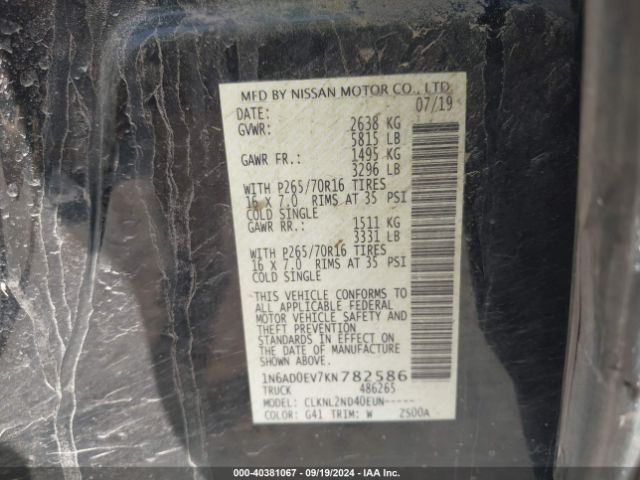 MFD BY NISSAN MOTOR CO., LTD.
DATE: 07/19
GVWR: 2638 KG
5815 LB
GAWR FR.: 1495 KG
3296 LB
WITH P265/70R16 TIRES
16 X 7.0 RIMS AT 35 PSI
COLD SINGLE
GAWR RR.: 1511 KG
3331 LB
WITH P265/70R16 TIRES
16 X 7.0 RIMS AT 35 PSI
COLD SINGLE
THIS VEHICLE CONFORMS TO
ALL APPLICABLE FEDERAL
MOTOR VEHICLE SAFETY AND
THEFT PREVENTION
STANDARDS IN EFFECT ON
THE DATE OF MANUFACTURE
SHOWN ABOVE.
1N6AD0EV7KN782586
TRUCK 486265
MODEL: CLKNL2ND40EUN-----
COLOR: G41 TRIM: W 2S00A
000-40381067 • 09/19/2024 - IAA